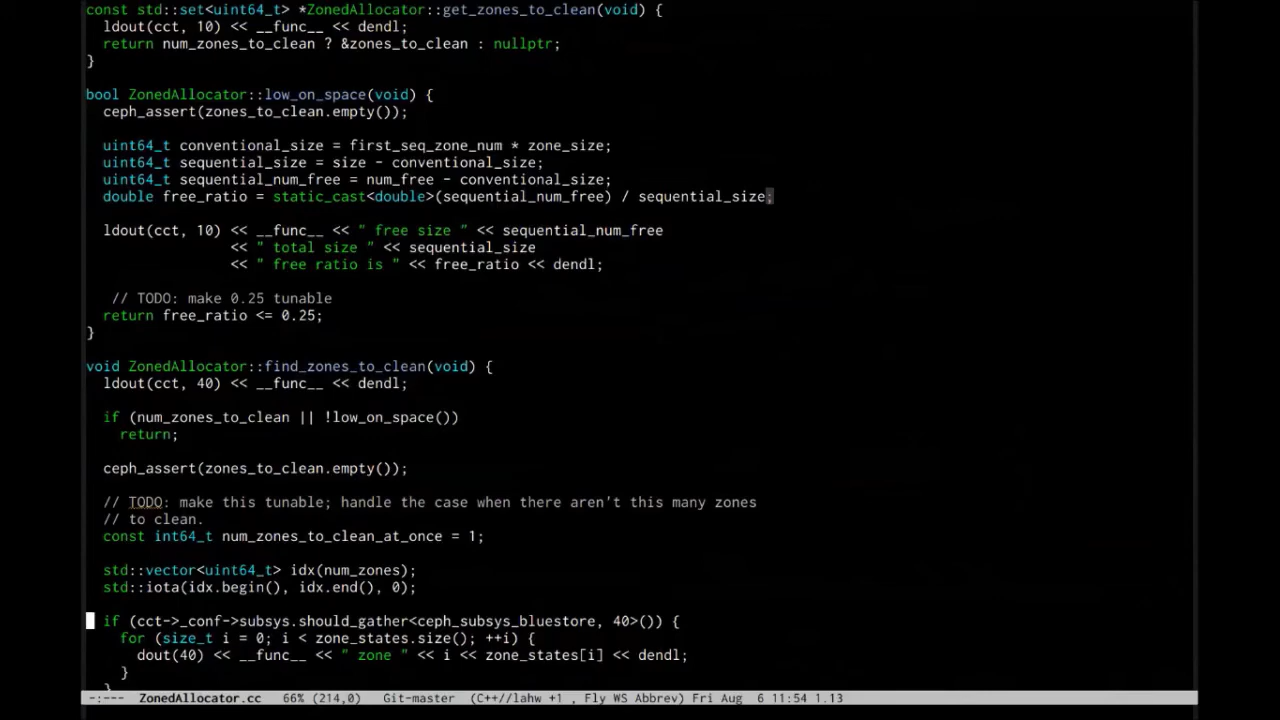 const std::set<uint64_t> *ZonedAllocator::get_zones_to_clean(void) {
  ldout(cct, 10) << __func__ << dendl;
  return num_zones_to_clean ? &zones_to_clean : nullptr;
}

bool ZonedAllocator::low_on_space(void) {
  ceph_assert(zones_to_clean.empty());

  uint64_t conventional_size = first_seq_zone_num * zone_size;
  uint64_t sequential_size = size - conventional_size;
  uint64_t sequential_num_free = num_free - conventional_size;
  double free_ratio = static_cast<double>(sequential_num_free) / sequential_size;

  ldout(cct, 10) << __func__ << " free size " << sequential_num_free
                 << " total size " << sequential_size
                 << " free ratio is " << free_ratio << dendl;

   // TODO: make 0.25 tunable
  return free_ratio <= 0.25;
}

void ZonedAllocator::find_zones_to_clean(void) {
  ldout(cct, 40) << __func__ << dendl;

  if (num_zones_to_clean || !low_on_space())
    return;

  ceph_assert(zones_to_clean.empty());

  // TODO: make this tunable; handle the case when there aren't this many zones
  // to clean.
  const int64_t num_zones_to_clean_at_once = 1;

  std::vector<uint64_t> idx(num_zones);
  std::iota(idx.begin(), idx.end(), 0);

  if (cct->_conf->subsys.should_gather<ceph_subsys_bluestore, 40>()) {
    for (size_t i = 0; i < zone_states.size(); ++i) {
      dout(40) << __func__ << " zone " << i << zone_states[i] << dendl;
    }
  }
-:---  ZonedAllocator.cc   66% (214,0)   Git-master  (C++//lahw +1 , Fly WS Abbrev) Fri Aug  6 11:54 1.13